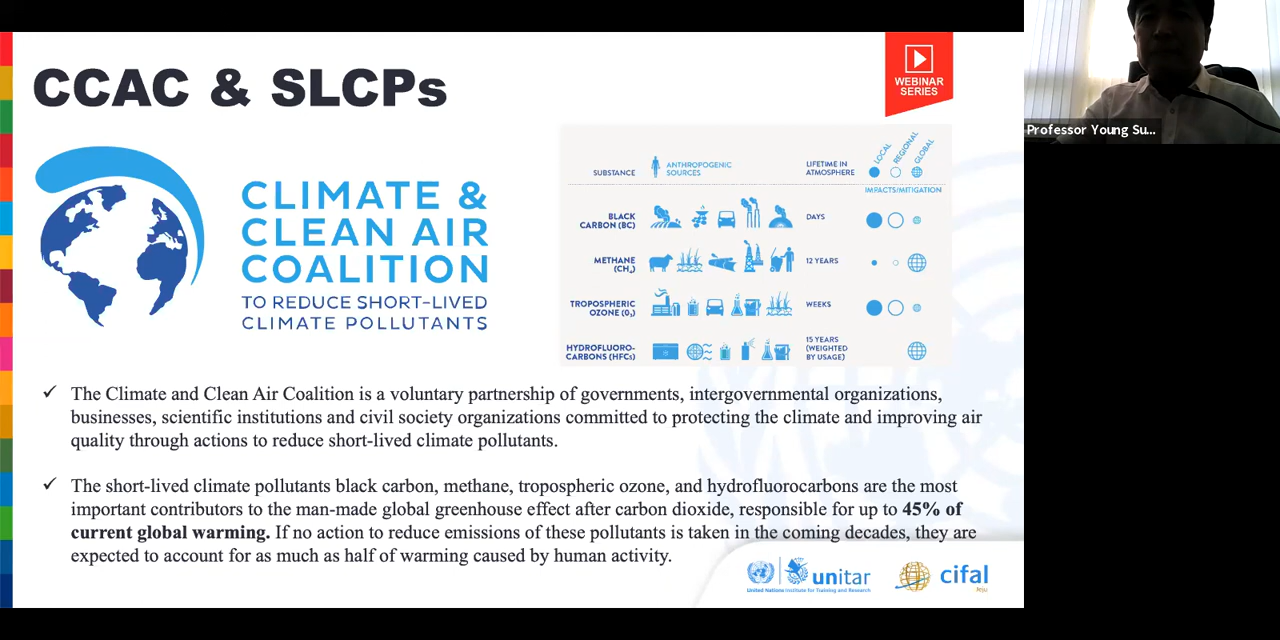 CCAC & SLCPs
WEBINAR
SERIES
Professor Young Su...
CLIMATE &
CLEAN AIR
COALITION
TO REDUCE SHORT-LIVED
CLIMATE POLLUTANTS
SUBSTANCE
ANTHROPOGENIC
SOURCES
LIFETIME IN
ATMOSPHERE
LOCAL
REGIONAL
GLOBAL
IMPACTS/MITIGATION
BLACK
CARBON (BC)
DAYS
METHANE
(CH₄)
12 YEARS
TROPOSPHERIC
OZONE (O₃)
WEEKS
HYDROFLUORO-
CARBONS (HFCs)
15 YEARS
(WEIGHTED
BY USAGE)
✓ The Climate and Clean Air Coalition is a voluntary partnership of governments, intergovernmental organizations,
businesses, scientific institutions and civil society organizations committed to protecting the climate and improving air
quality through actions to reduce short-lived climate pollutants.
✓ The short-lived climate pollutants black carbon, methane, tropospheric ozone, and hydrofluorocarbons are the most
important contributors to the man-made global greenhouse effect after carbon dioxide, responsible for up to 45% of
current global warming. If no action to reduce emissions of these pollutants is taken in the coming decades, they are
expected to account for as much as half of warming caused by human activity.
unitar
United Nations Institute for Training and Research
cifal
Jeju